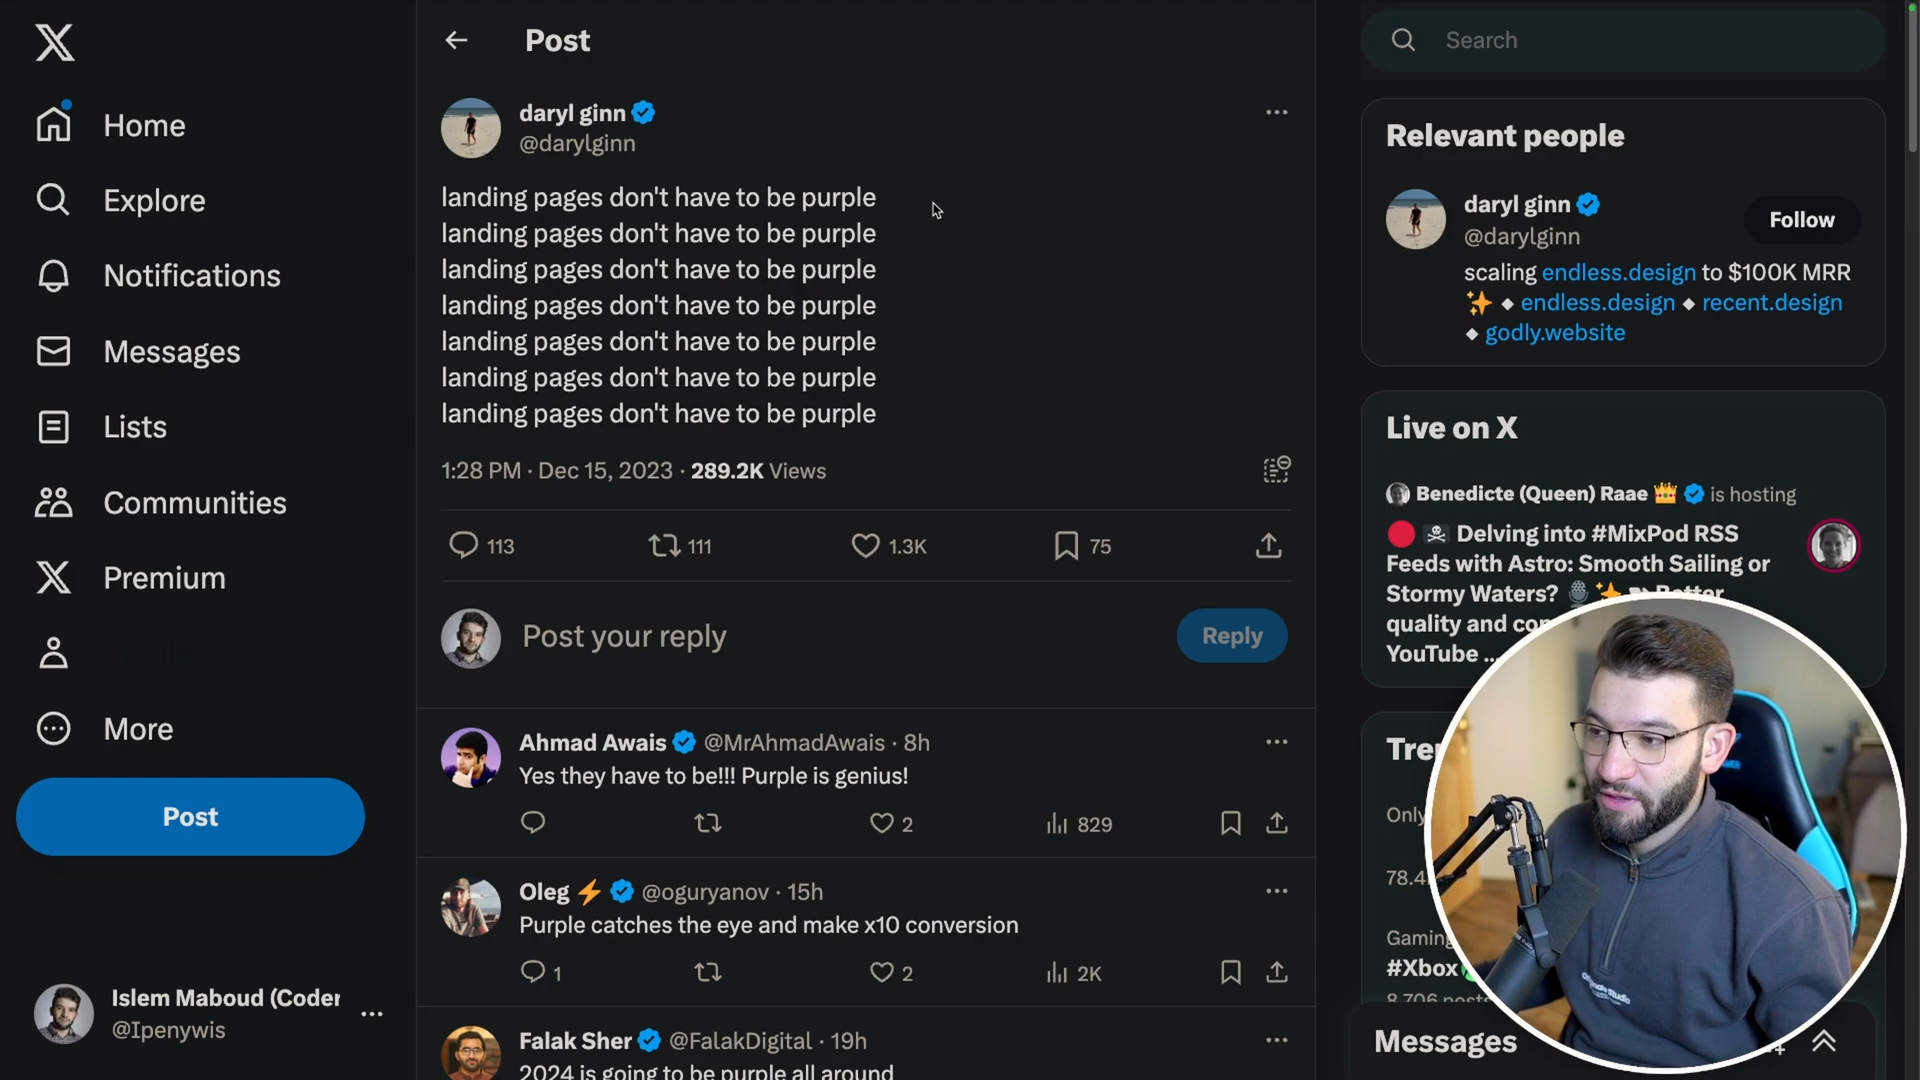 Home
Explore
Notifications
Messages
Lists
Communities
Premium
More
Post
Islem Maboud (Coder
@Ipenywis
Post
daryl ginn
@darylginn
landing pages don't have to be purple
landing pages don't have to be purple
landing pages don't have to be purple
landing pages don't have to be purple
landing pages don't have to be purple
landing pages don't have to be purple
landing pages don't have to be purple
1:28 PM · Dec 15, 2023 · 289.2K Views
113 111 1.3K 75
Post your reply
Reply
Ahmad Awais @MrAhmadAwais · 8h
Yes they have to be!!! Purple is genius!
2 829
Oleg ⚡ @oguryanov · 15h
Purple catches the eye and make x10 conversion
1 2 2K
Falak Sher @FalakDigital · 19h
2024 is going to be purple all around
Search
Relevant people
daryl ginn
@darylginn
Follow
scaling endless.design to $100K MRR
✨ ◆ endless.design ◆ recent.design
◆ godly.website
Live on X
Benedicte (Queen) Raae 👑 is hosting
🔴 ☠ Delving into #MixPod RSS
Feeds with Astro: Smooth Sailing or
Stormy Waters? 🎙✨ Better
quality and
YouTube ...
Gaming
#Xbox
8,706 posts
Messages